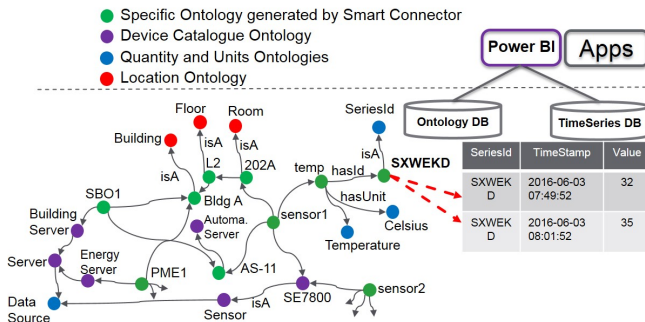 Specific Ontology generated by Smart Connector
Device Catalogue Ontology
Quantity and Units Ontologies
Location Ontology
Power BI
Apps
Ontology DB
TimeSeries DB
SeriesId TimeStamp Value
SXWEK
D
2016-06-03
07:49:52
32
SXWEK
D
2016-06-03
08:01:52
35
Floor
Room
SeriesId
Building
isA
isA
isA
isA
L2
202A
temp
hasId
SXWEKD
hasUnit
SBO1
Bldg A
Automa.
Server
sensor1
Celsius
Temperature
Building
Server
Server
Energy
Server
PME1
AS-11
SE7800
sensor2
Data
Source
Sensor
isA